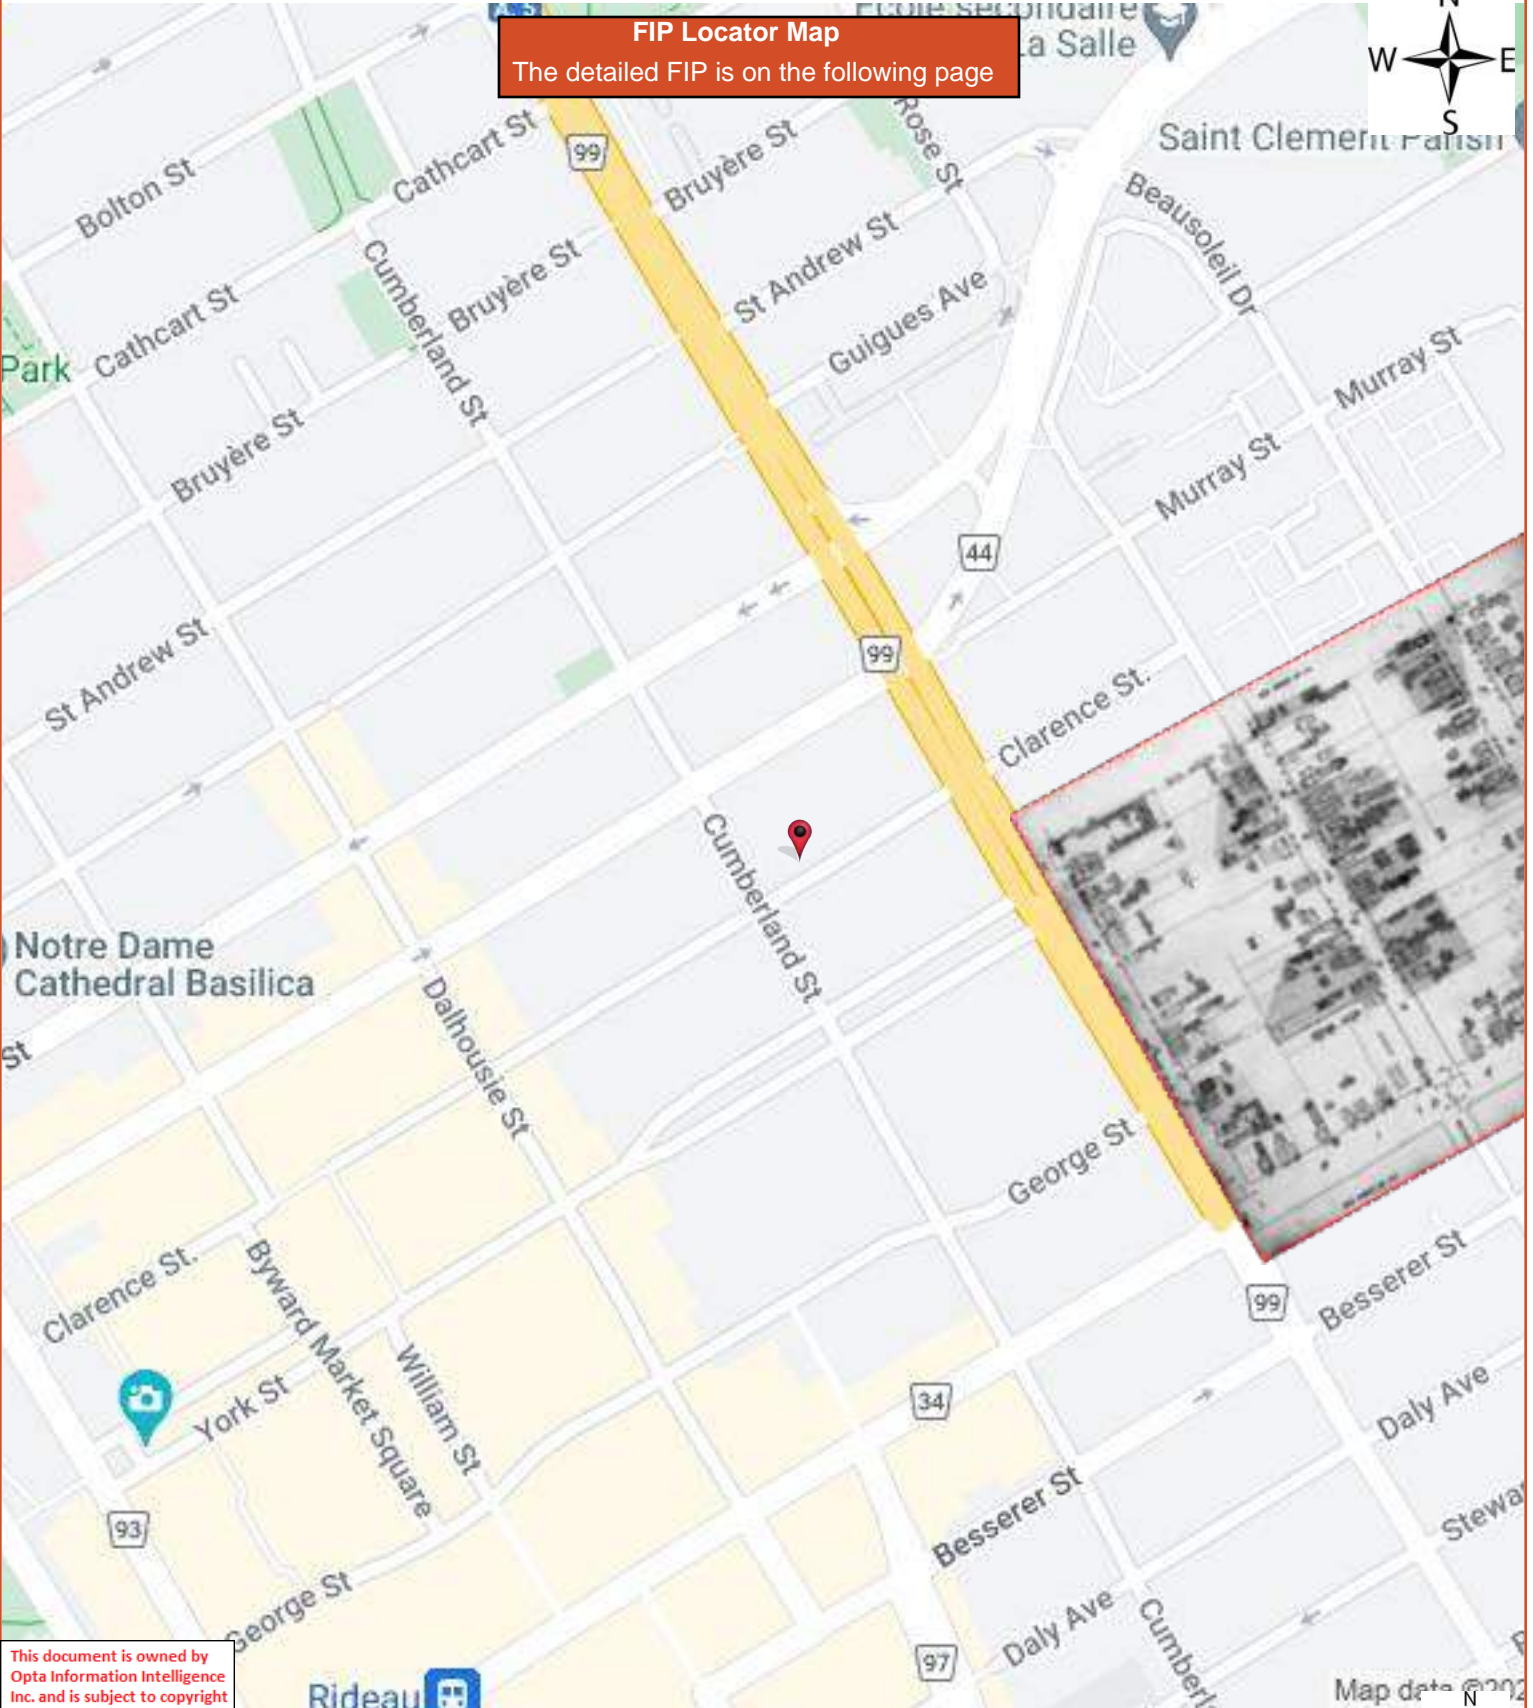 FIP Locator Map
The detailed FIP is on the following page
La Salle
N
W
E
S
Saint Clement Parish
Bolton St
Cathcart St
99
Bruyère St
Rose St
Beausoleil Dr
Cumberland St
Bruyère St
St Andrew St
Guigues Ave
Cathcart St
Park
Murray St
Bruyère St
Murray St
44
St Andrew St
99
Clarence St.
Cumberland St
Notre Dame
Cathedral Basilica
Dalhousie St
St
George St
Clarence St.
Byward Market Square
William St
York St
99
Besserer St
34
Daly Ave
93
Besserer St
George St
Daly Ave
97
Rideau
This document is owned by
Opta Information Intelligence
Inc. and is subject to copyright
Map data
N